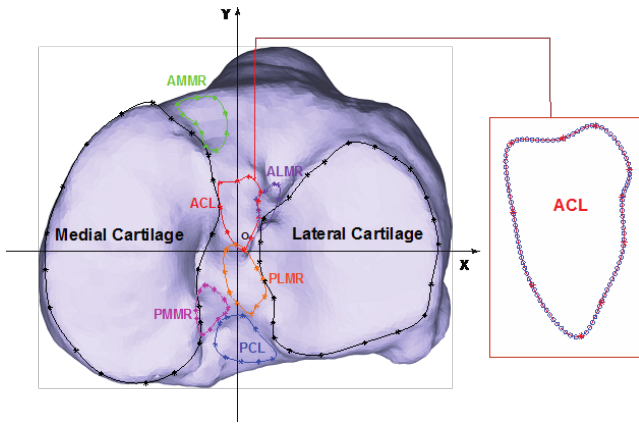 Y
AMMR
ALMR
ACL
ACL
O
Medial Cartilage
Lateral Cartilage
X
PLMR
PMMR
PCL